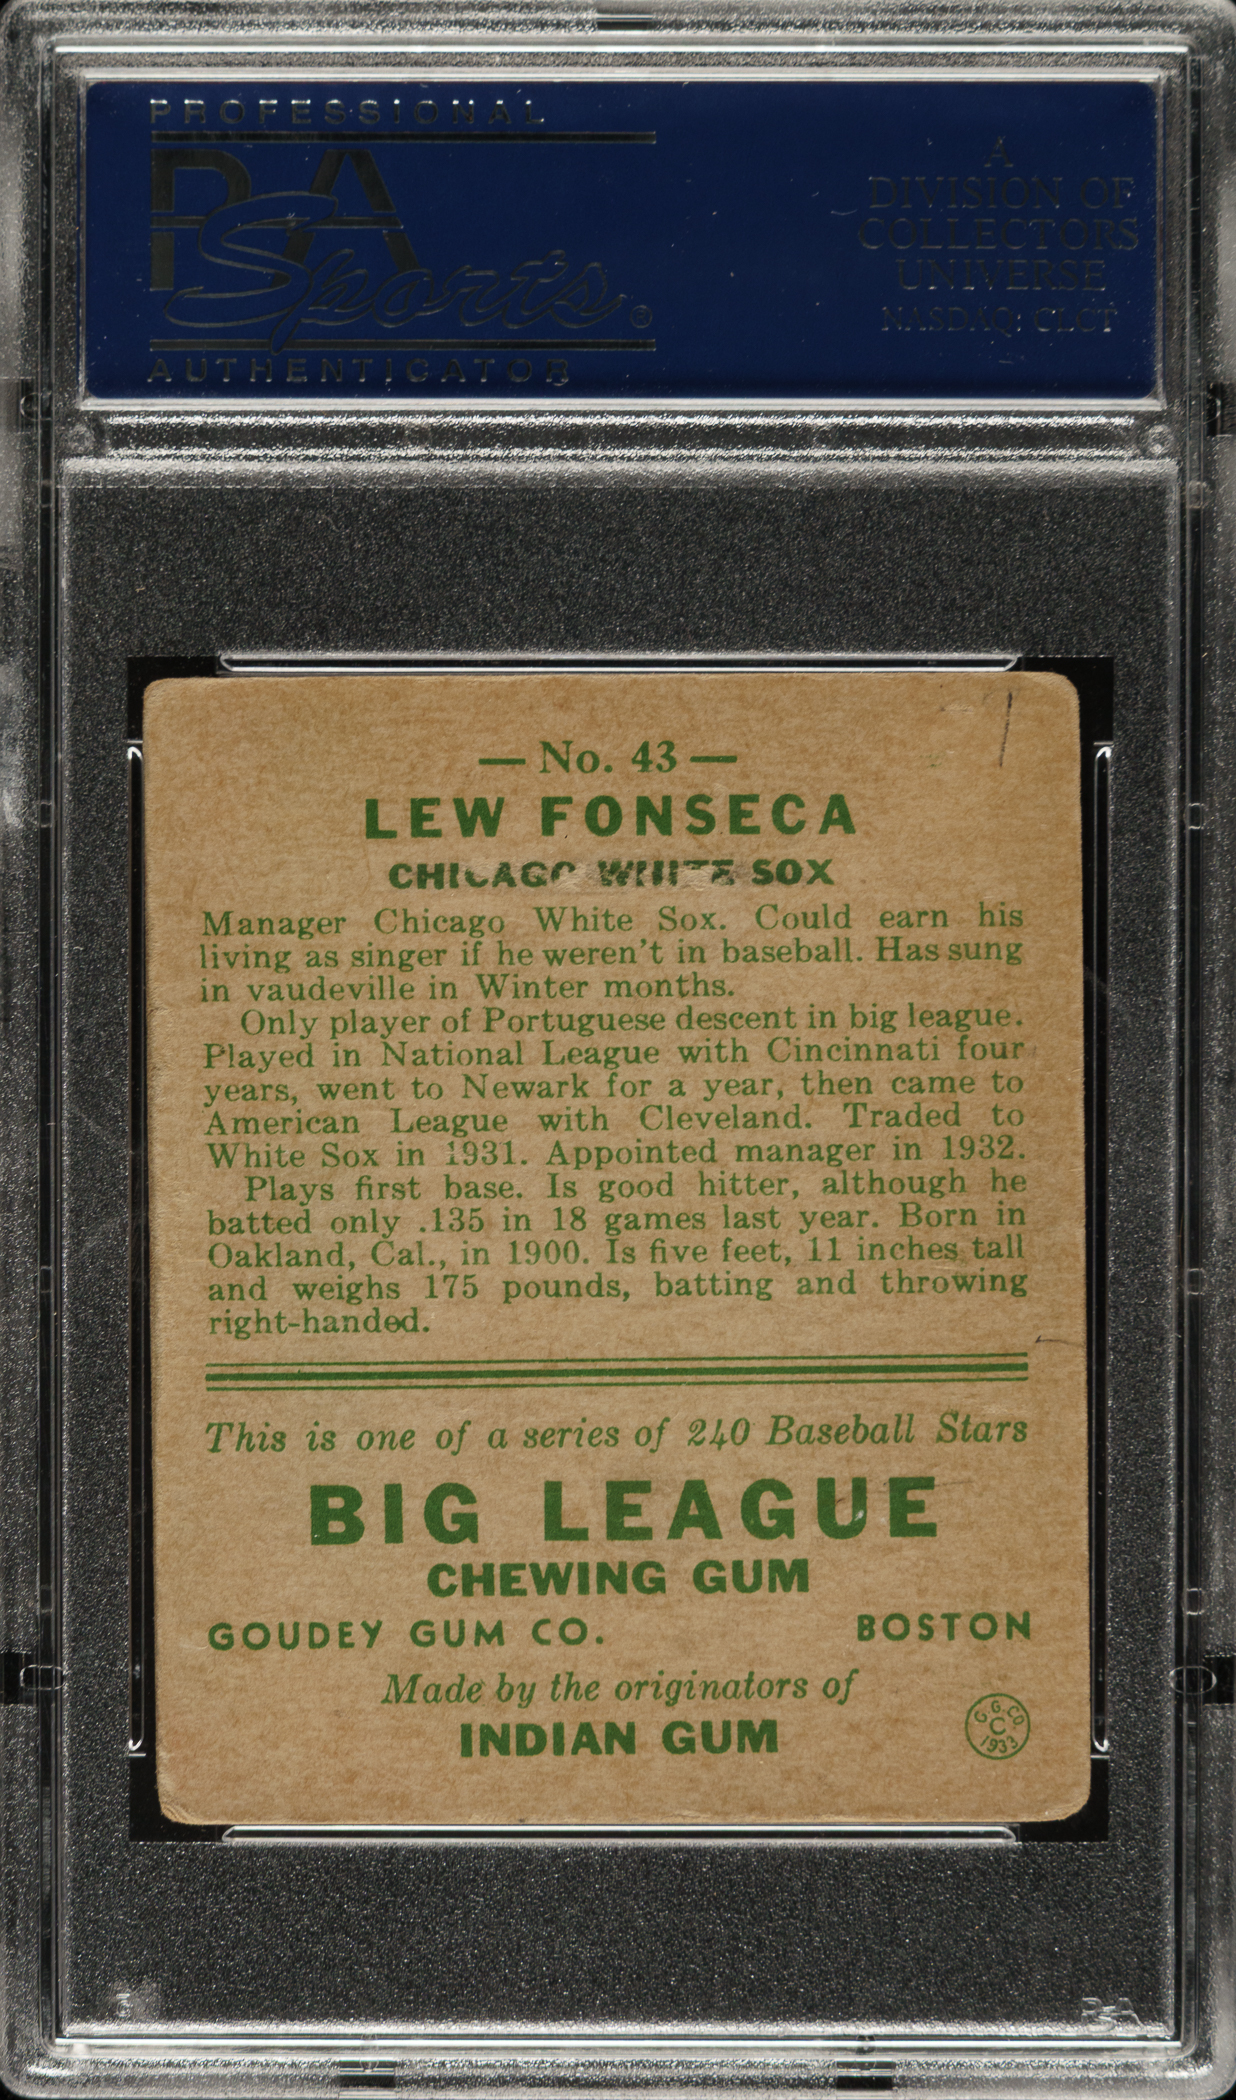 PROFESSIONAL
PSA
Sports®
AUTHENTICATOR
A
DIVISION OF
COLLECTORS
UNIVERSE
NASDAQ: CLCT
— No. 43 —
LEW FONSECA
CHICAGO WHITE SOX
Manager Chicago White Sox. Could earn his
living as singer if he weren't in baseball. Has sung
in vaudeville in Winter months.
Only player of Portuguese descent in big league.
Played in National League with Cincinnati four
years, went to Newark for a year, then came to
American League with Cleveland. Traded to
White Sox in 1931. Appointed manager in 1932.
Plays first base. Is good hitter, although he
batted only .135 in 18 games last year. Born in
Oakland, Cal., in 1900. Is five feet, 11 inches tall
and weighs 175 pounds, batting and throwing
right-handed.
This is one of a series of 240 Baseball Stars
BIG LEAGUE
CHEWING GUM
GOUDEY GUM CO. BOSTON
Made by the originators of
INDIAN GUM
G. G. CO
C
1933
PSA